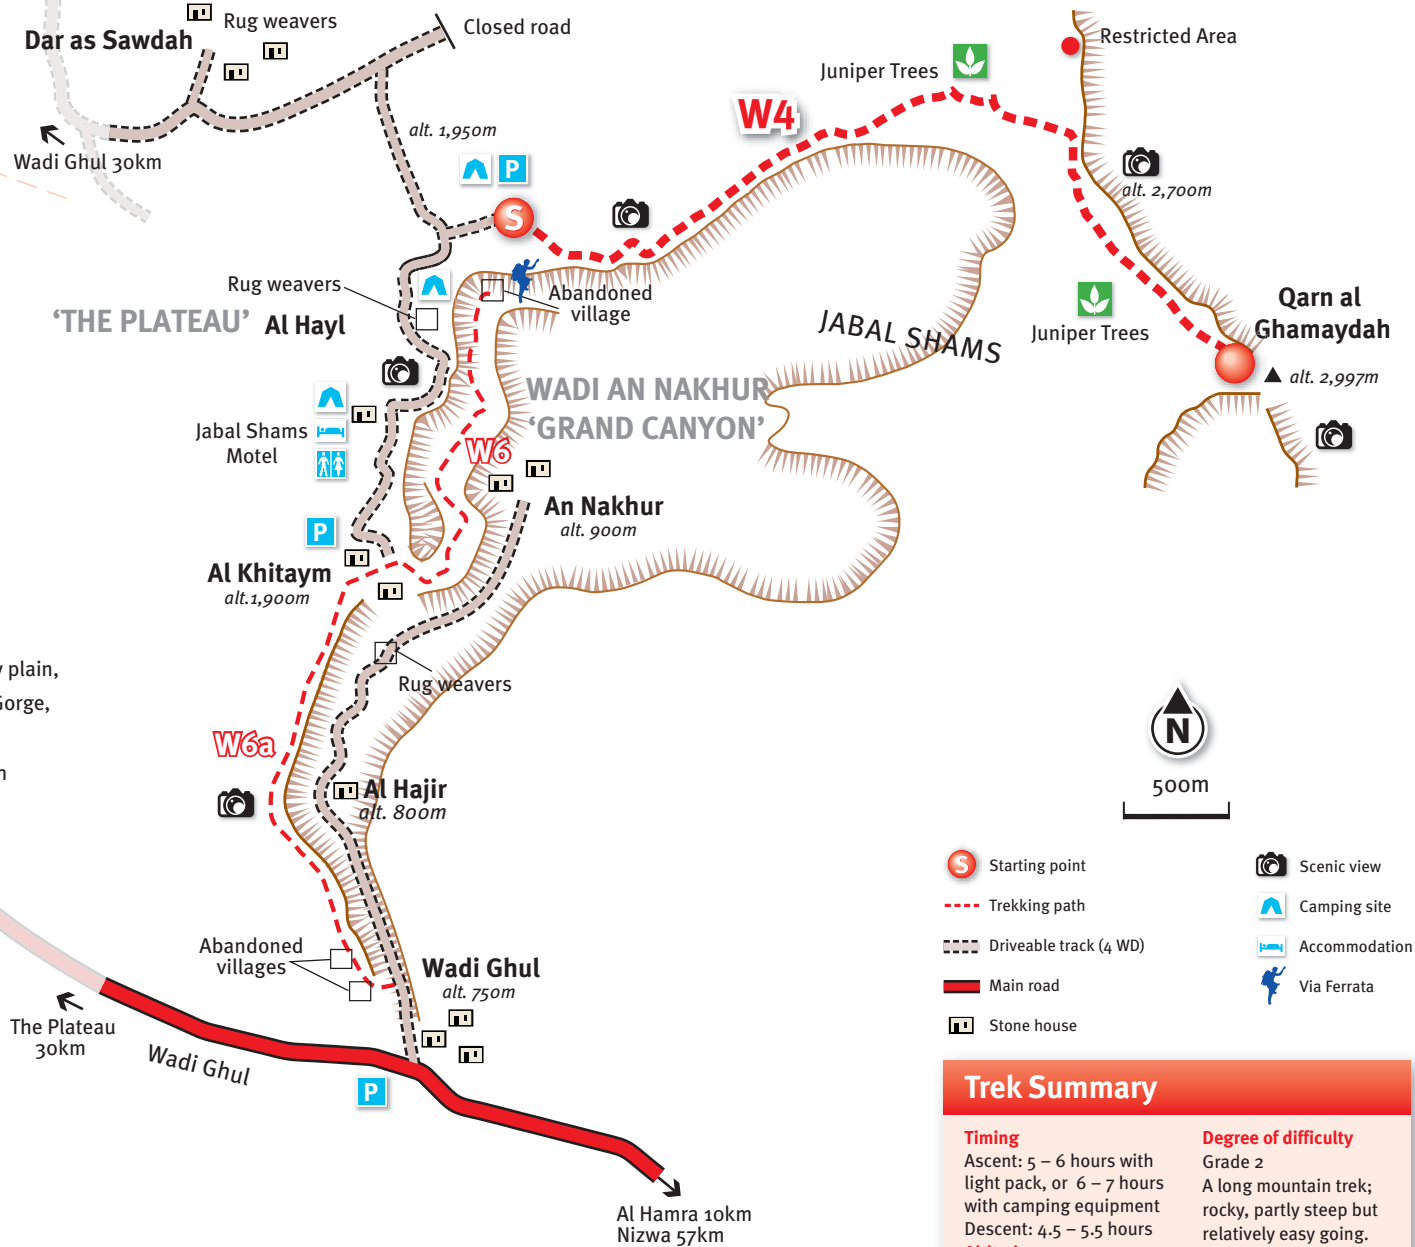 Rug weavers
Dar as Sawdah
Closed road
Restricted Area
Juniper Trees
W4
alt. 1,950m
Wadi Ghul 30km
P
alt. 2,700m
S
Rug weavers
Abandoned
village
'THE PLATEAU'
Al Hayl
JABAL SHAMS
Juniper Trees
Qarn al
Ghamaydah
alt. 2,997m
WADI AN NAKHUR
'GRAND CANYON'
Jabal Shams
Motel
W6
An Nakhur
alt. 900m
P
Al Khitaym
alt.1,900m
y plain,
Gorge,
Rug weavers
W6a
N
500m
Al Hajir
alt. 800m
Abandoned
villages
Wadi Ghul
alt. 750m
The Plateau
30km
Wadi Ghul
P
Al Hamra 10km
Nizwa 57km
S
Starting point
Trekking path
Driveable track (4 WD)
Main road
Stone house
Scenic view
Camping site
Accommodation
Via Ferrata
Trek Summary
Timing
Ascent: 5 – 6 hours with
light pack, or 6 – 7 hours
with camping equipment
Descent: 4.5 – 5.5 hours
Degree of difficulty
Grade 2
A long mountain trek;
rocky, partly steep but
relatively easy going.